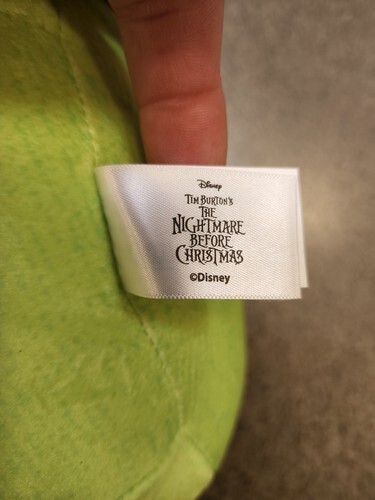 Disney
TIM BURTON'S
THE
NIGHTMARE
BEFORE
CHRISTMAS
©Disney